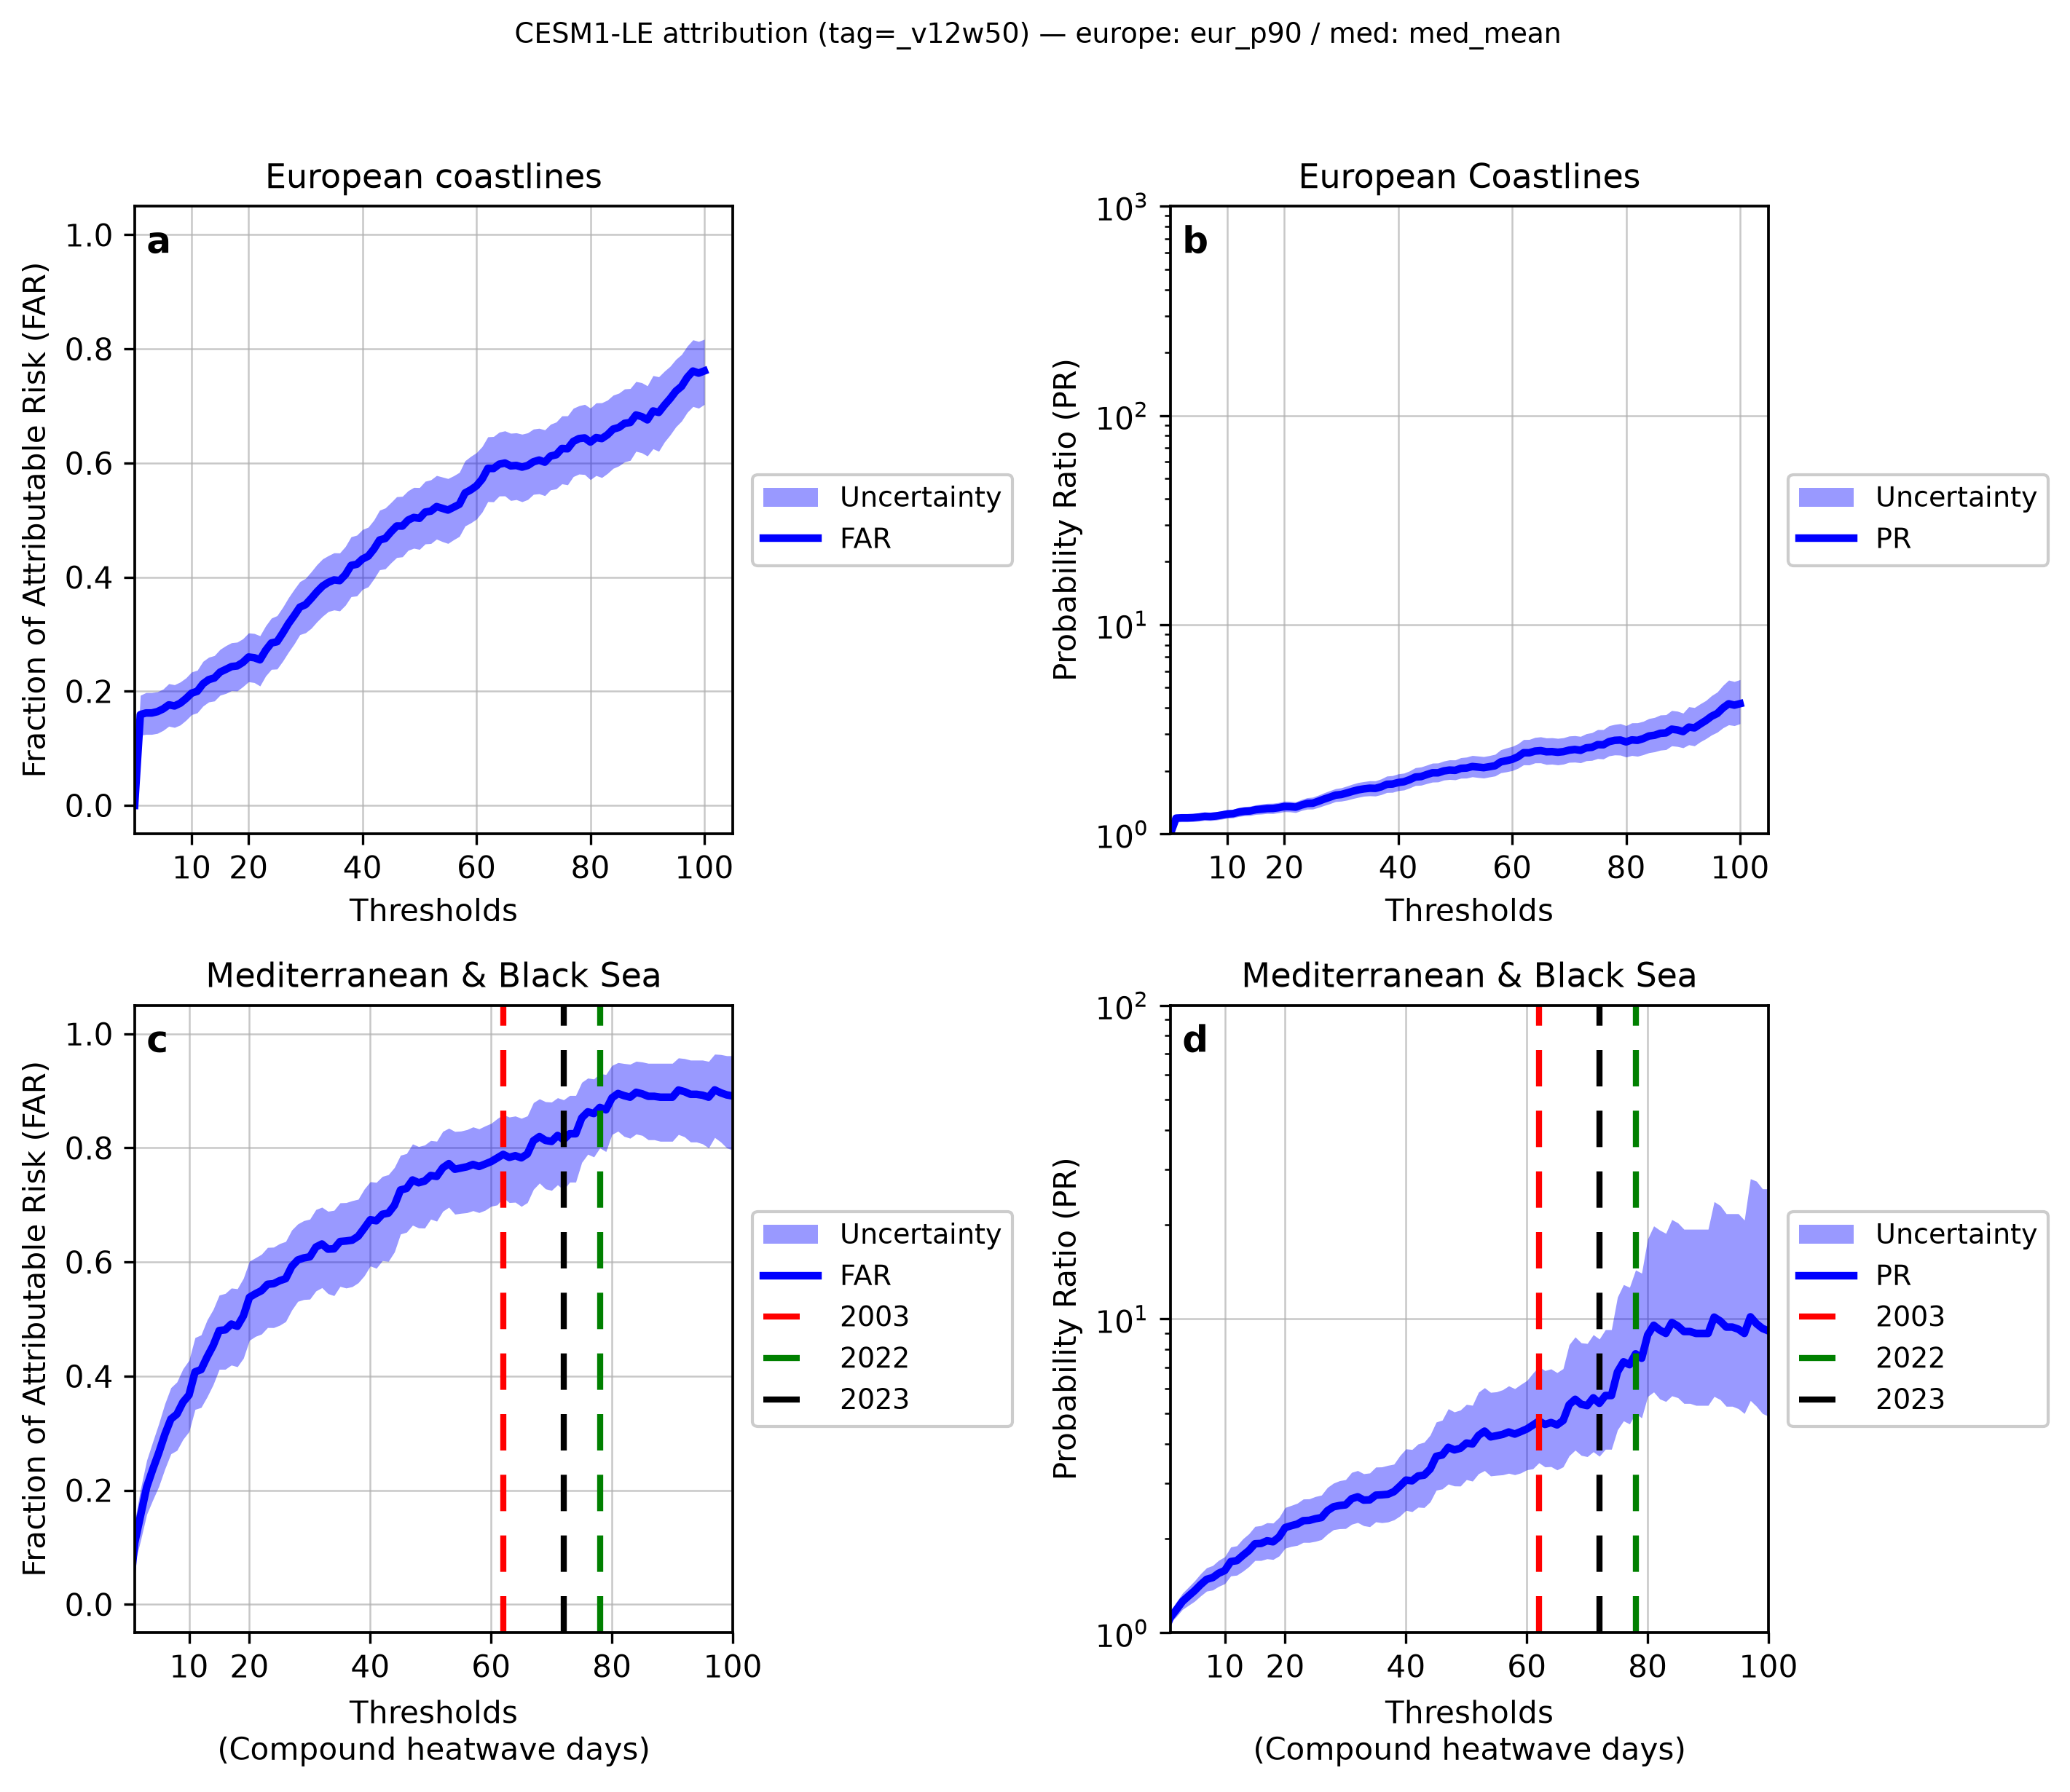 CESM1-LE attribution (tag=_v12w50) — europe: eur_p90 / med: med_mean
European coastlines
a
Fraction of Attributable Risk (FAR)
1.0
0.8
0.6
0.4
0.2
0.0
10 20 40 60 80 100
Thresholds
Uncertainty
FAR
European Coastlines
b
Probability Ratio (PR)
10³
10²
10¹
10⁰
10 20 40 60 80 100
Thresholds
Uncertainty
PR
Mediterranean & Black Sea
c
Fraction of Attributable Risk (FAR)
1.0
0.8
0.6
0.4
0.2
0.0
10 20 40 60 80 100
Thresholds
(Compound heatwave days)
Uncertainty
FAR
2003
2022
2023
Mediterranean & Black Sea
d
Probability Ratio (PR)
10²
10¹
10⁰
10 20 40 60 80 100
Thresholds
(Compound heatwave days)
Uncertainty
PR
2003
2022
2023